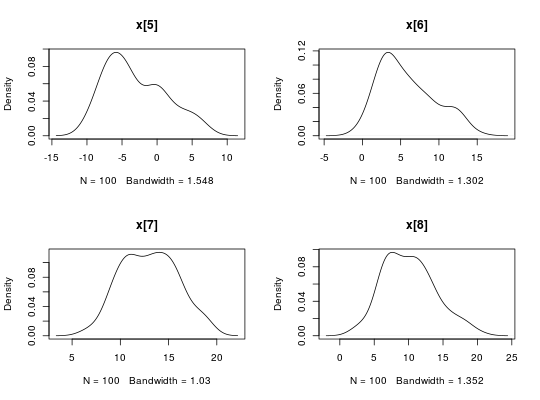 x[5]
x[6]
Density
0.00 0.04 0.08
-15 -10 -5 0 5 10
N = 100 Bandwidth = 1.548
Density
0.00 0.06 0.12
-5 0 5 10 15
N = 100 Bandwidth = 1.302
x[7]
x[8]
Density
0.00 0.04 0.08
5 10 15 20
N = 100 Bandwidth = 1.03
Density
0.00 0.04 0.08
0 5 10 15 20 25
N = 100 Bandwidth = 1.352